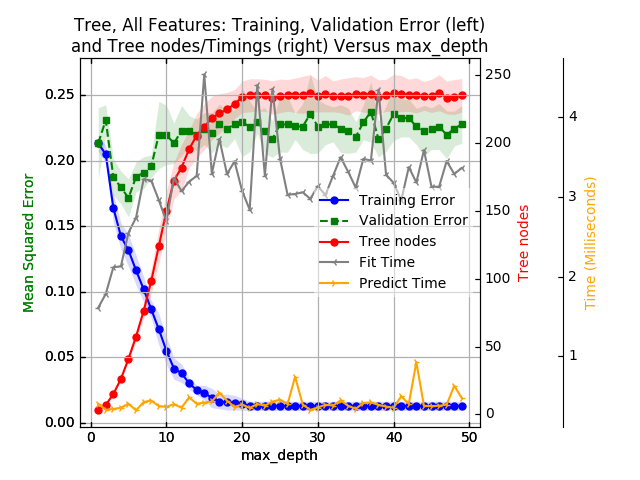 Tree, All Features: Training, Validation Error (left)
and Tree nodes/Timings (right) Versus max_depth
0.25
0.20
0.15
0.10
0.05
0.00
Mean Squared Error
0
10
20
30
40
50
max_depth
Training Error
Validation Error
Tree nodes
Fit Time
Predict Time
250
200
150
100
50
0
Tree nodes
4
3
2
1
Time (Milliseconds)